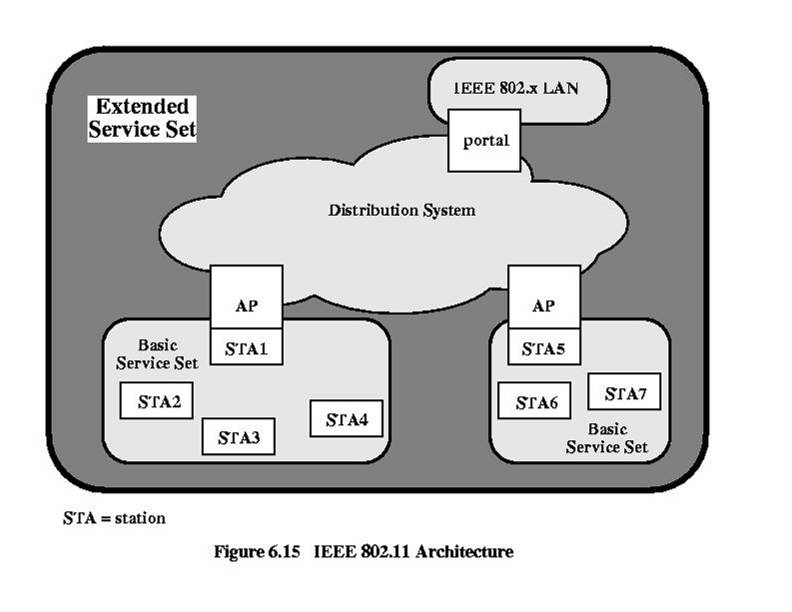 IEEE 802.x LAN
Extended
Service Set
portal
Distribution System
AP
AP
Basic
Service Set
STA1
STA5
STA2
STA3
STA4
STA6
STA7
Basic
Service Set
STA = station
Figure 6.15 IEEE 802.11 Architecture